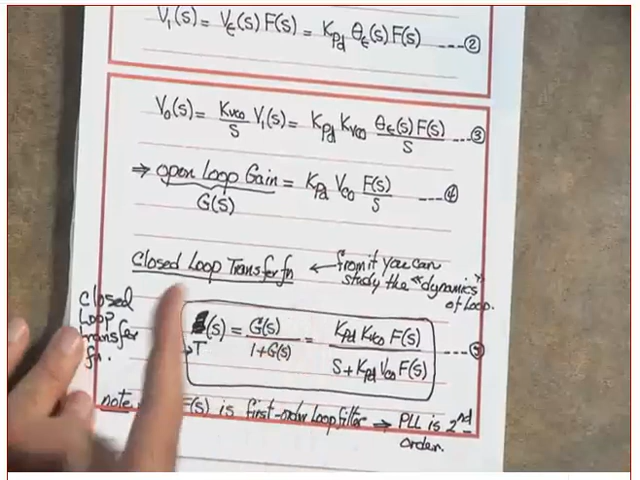 V₁(s) = Vε(s) F(s) = Kpd θε(s) F(s) ----②
V₀(s) = Kvco/s V₁(s) = Kpd Kvco θε(s) F(s)/s ---③
⇒ open Loop Gain = Kpd Vco F(s)/s ---④
G(s)
Closed Loop Transfer fn ← from it you can
study the "dynamics"
of Loop.
Closed
Loop
transfer
fn.
T(s) = G(s)/1+G(s) = Kpd Kvco F(s)/S+Kpd Vco F(s) ---⑤
note F(s) is first-order Loop filter ⇒ PLL is 2nd
order.